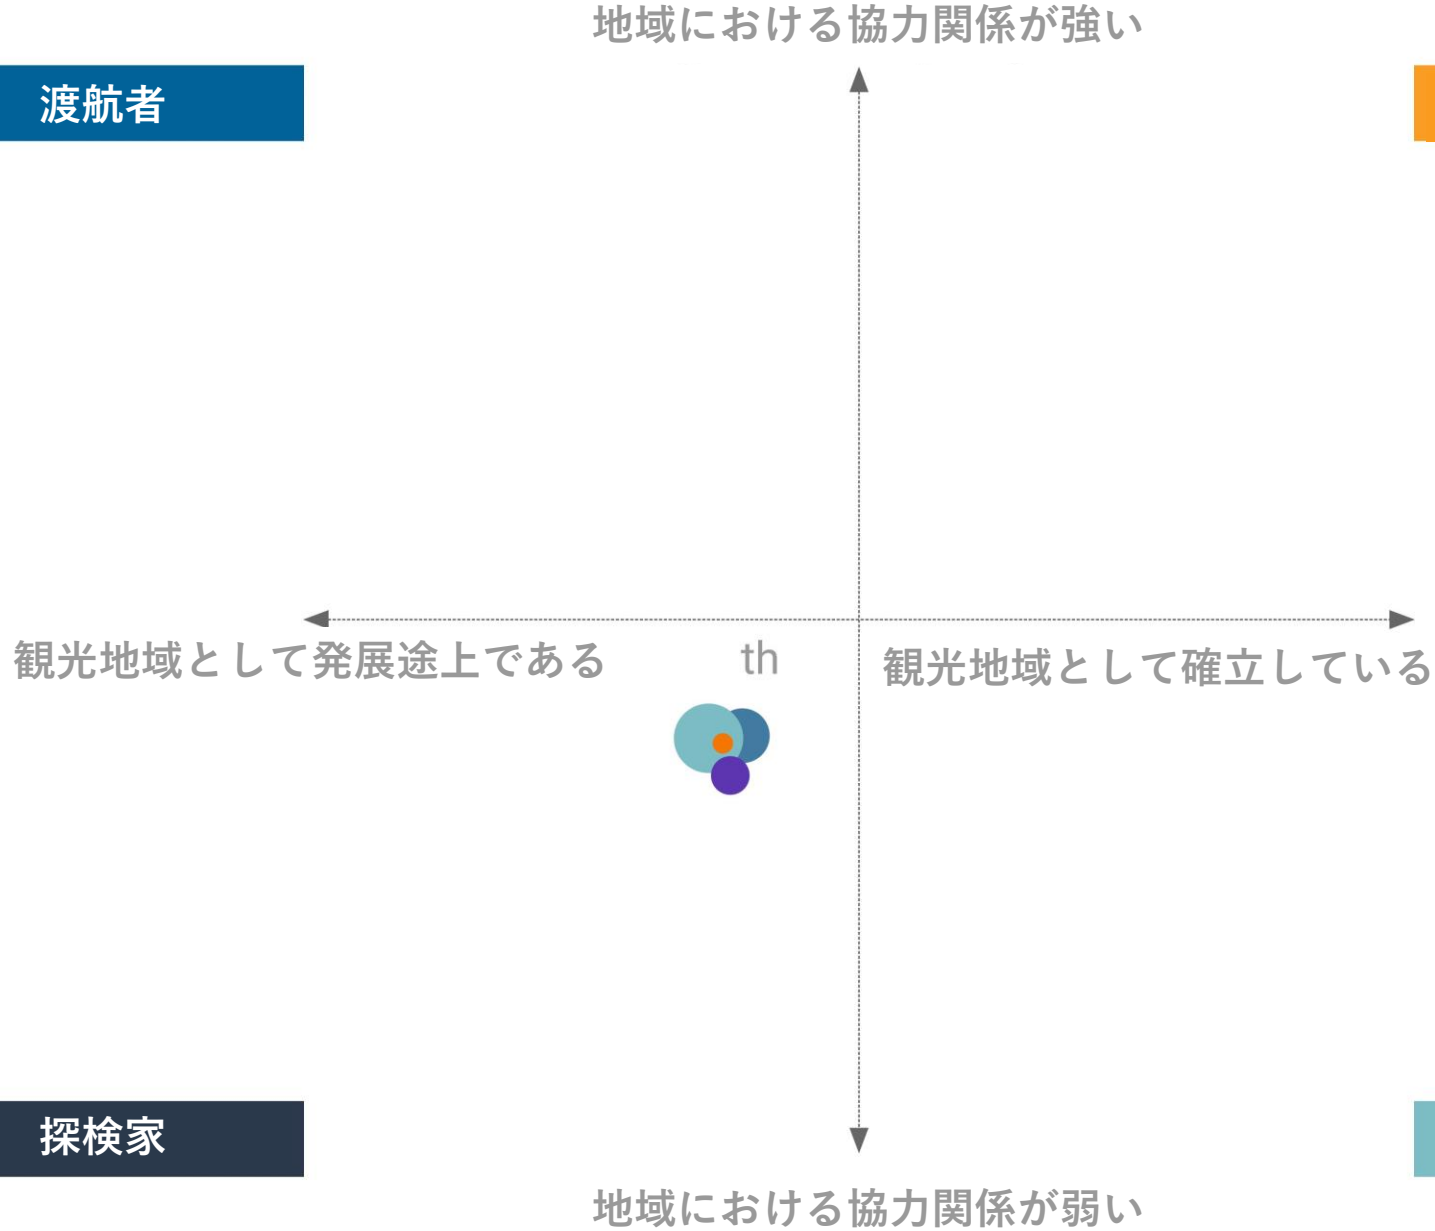 地域における協力関係が強い
渡航者
観光地域として発展途上である
th
観光地域として確立している
探検家
地域における協力関係が弱い